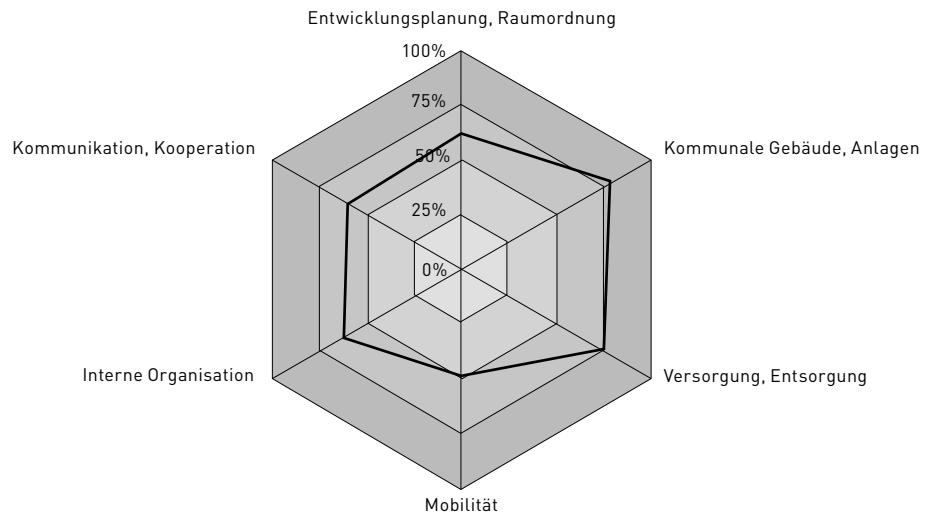 Entwicklungsplanung, Raumordnung
100%
75%
Kommunikation, Kooperation
Kommunale Gebäude, Anlagen
50%
25%
0%
Interne Organisation
Versorgung, Entsorgung
Mobilität